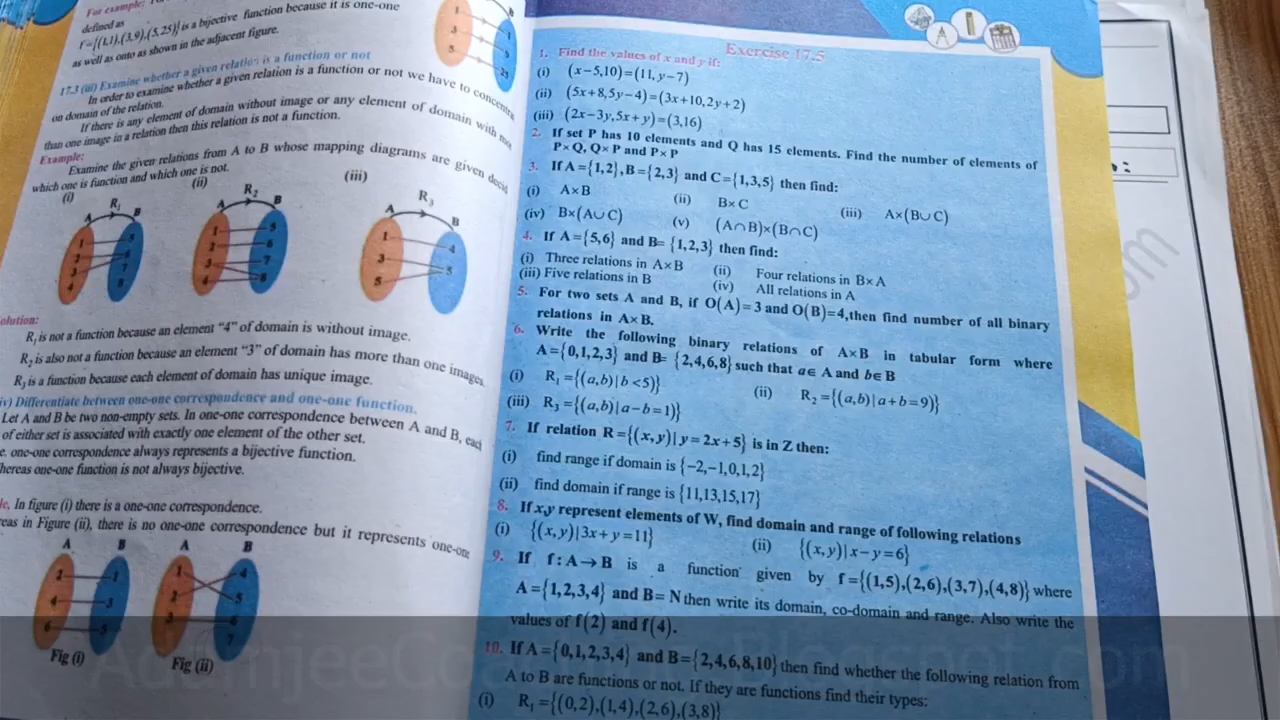 For example:
defined as
f={(1,1),(3,9),(5,25)} is a bijective function because it is one-one
as well as onto as shown in the adjacent figure.
17.3 (iii) Examine whether a given relation is a function or not
In order to examine whether a given relation is a function or not we have to concentra
on domain of the relation.
If there is any element of domain without image or any element of domain with more
than one image in a relation then this relation is not a function.
Example:
Examine the given relations from A to B whose mapping diagrams are given decid
which one is function and which one is not.
(i) (ii) (iii)
R₁ R₂ R₃
A B A B A B
olution:
R₁ is not a function because an element “4” of domain is without image.
R₂ is also not a function because an element “3” of domain has more than one images.
R₃ is a function because each element of domain has unique image.
iv) Differentiate between one-one correspondence and one-one function.
Let A and B be two non-empty sets. In one-one correspondence between A and B, each
of either set is associated with exactly one element of the other set.
e. one-one correspondence always represents a bijective function.
hereas one-one function is not always bijective.
le. In figure (i) there is a one-one correspondence.
reas in Figure (ii), there is no one-one correspondence but it represents one-one
A B A B
Fig (i) Fig (ii)
Exercise 17.5
1. Find the values of x and y if:
(i) (x−5,10)=(11,y−7)
(ii) (5x+8,5y−4)=(3x+10,2y+2)
(iii) (2x−3y,5x+y)=(3,16)
2. If set P has 10 elements and Q has 15 elements. Find the number of elements of
P×Q, Q×P and P×P
3. If A={1,2}, B={2,3} and C={1,3,5} then find:
(i) A×B (ii) B×C (iii) A×(B∪C)
(iv) B×(A∪C) (v) (A∩B)×(B∩C)
4. If A={5,6} and B= {1,2,3} then find:
(i) Three relations in A×B (ii) Four relations in B×A
(iii) Five relations in B (iv) All relations in A
5. For two sets A and B, if O(A)=3 and O(B)=4,then find number of all binary
relations in A×B.
6. Write the following binary relations of A×B in tabular form where
A={0,1,2,3} and B= {2,4,6,8} such that a∈A and b∈B
(i) R₁={(a,b)|b<5)} (ii) R₂={(a,b)|a+b=9)}
(iii) R₃={(a,b)|a−b=1)}
7. If relation R={(x,y)|y=2x+5} is in Z then:
(i) find range if domain is {−2,−1,0,1,2}
(ii) find domain if range is {11,13,15,17}
8. If x,y represent elements of W, find domain and range of following relations
(i) {(x,y)|3x+y=11} (ii) {(x,y)|x−y=6}
9. If f:A→B is a function given by f={(1,5),(2,6),(3,7),(4,8)} where
A={1,2,3,4} and B=N then write its domain, co-domain and range. Also write the
values of f(2) and f(4).
10. If A={0,1,2,3,4} and B={2,4,6,8,10} then find whether the following relation from
A to B are functions or not. If they are functions find their types:
(i) R₁={(0,2),(1,4),(2,6),(3,8)}